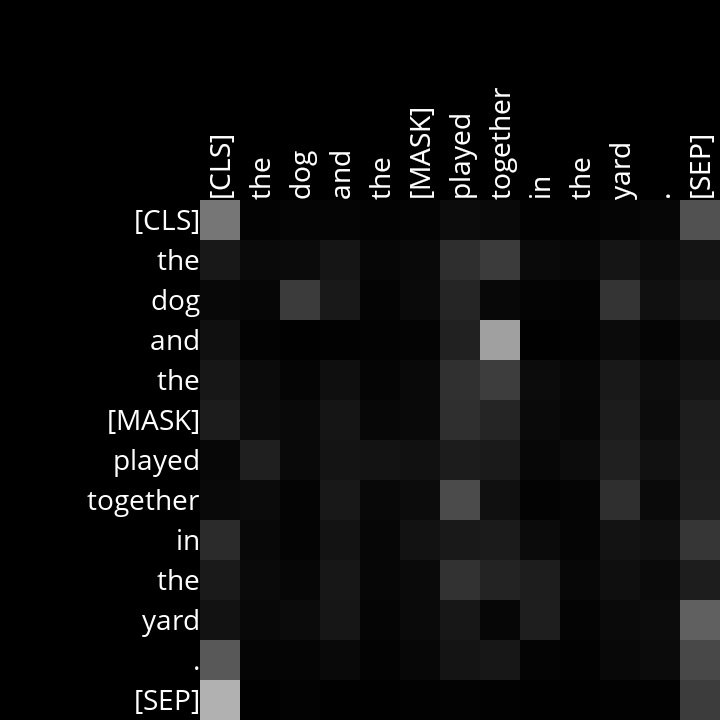 [CLS] the dog and the [MASK] played together in the yard . [SEP]
[CLS]
the
dog
and
the
[MASK]
played
together
in
the
yard
.
[SEP]